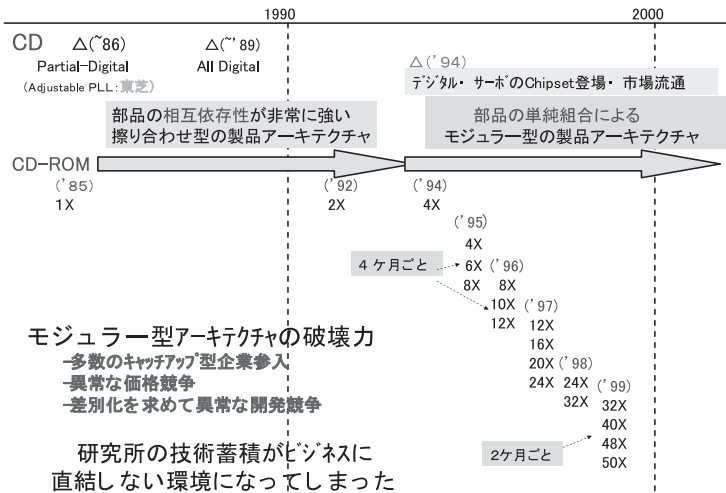 1990
2000
CD
△(~86)
△(~'89)
△('94)
Partial-Digital
All Digital
(Adjustable PLL:東芝)
デジタル・サーボのChipset登場・市場流通
部品の相互依存性が非常に強い
擦り合わせ型の製品アーキテクチャ
部品の単純組合による
モジュラー型の製品アーキテクチャ
CD-ROM
('85)
1X
('92)
2X
('94)
4X
('95)
4X
6X
8X
4ヶ月ごと
('96)
8X
10X
12X
('97)
12X
16X
20X
24X
('98)
24X
32X
('99)
32X
40X
48X
50X
2ケ月ごと
モジュラー型アーキテクチャの破壊力
-多数のキャッチアップ型企業参入
-異常な価格競争
-差別化を求めて異常な開発競争
研究所の技術蓄積がビジネスに
直結しない環境になってしまった